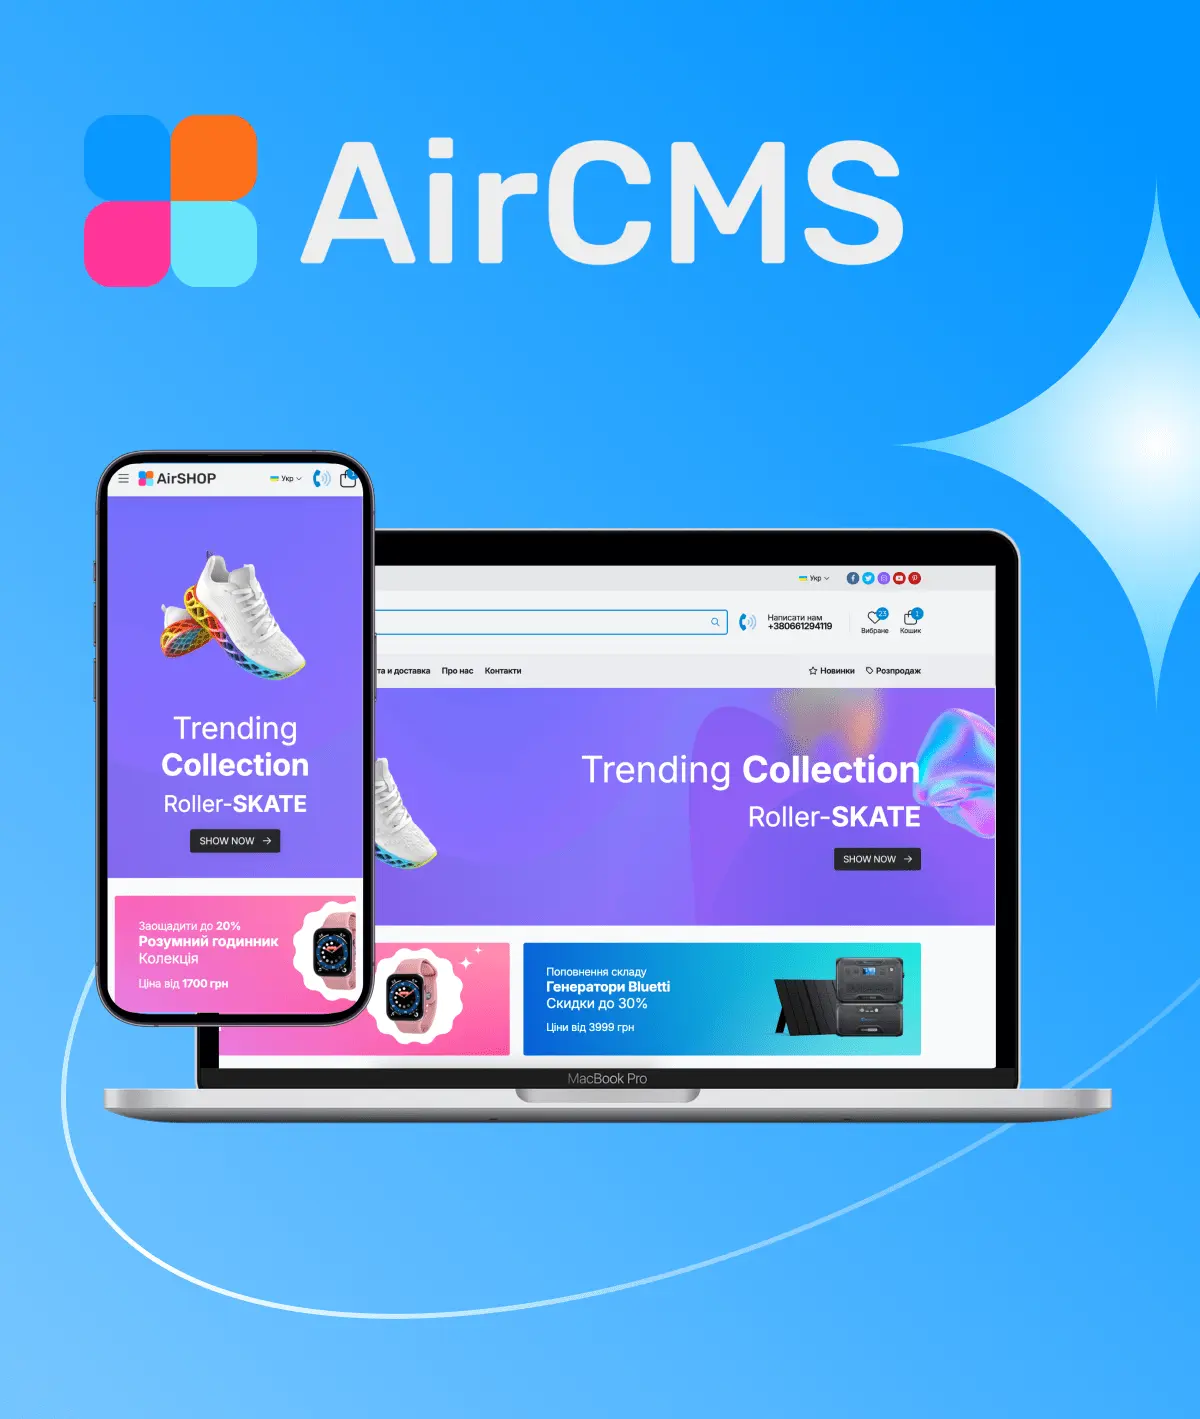 AirCMS
AirSHOP
Укр
Trending
Collection
Roller-SKATE
SHOW NOW
Заощадити до 20%
Розумний годинник
Колекція
Ціна від 1700 грн
Укр
Написати нам
+380661294119
23
1
Вибране
Кошик
та и доставка
Про нас
Контакти
Новинки
Розпродаж
Trending Collection
Roller-SKATE
SHOW NOW
Поповнення складу
Генератори Bluetti
Скидки до 30%
Ціни від 3999 грн
MacBook Pro